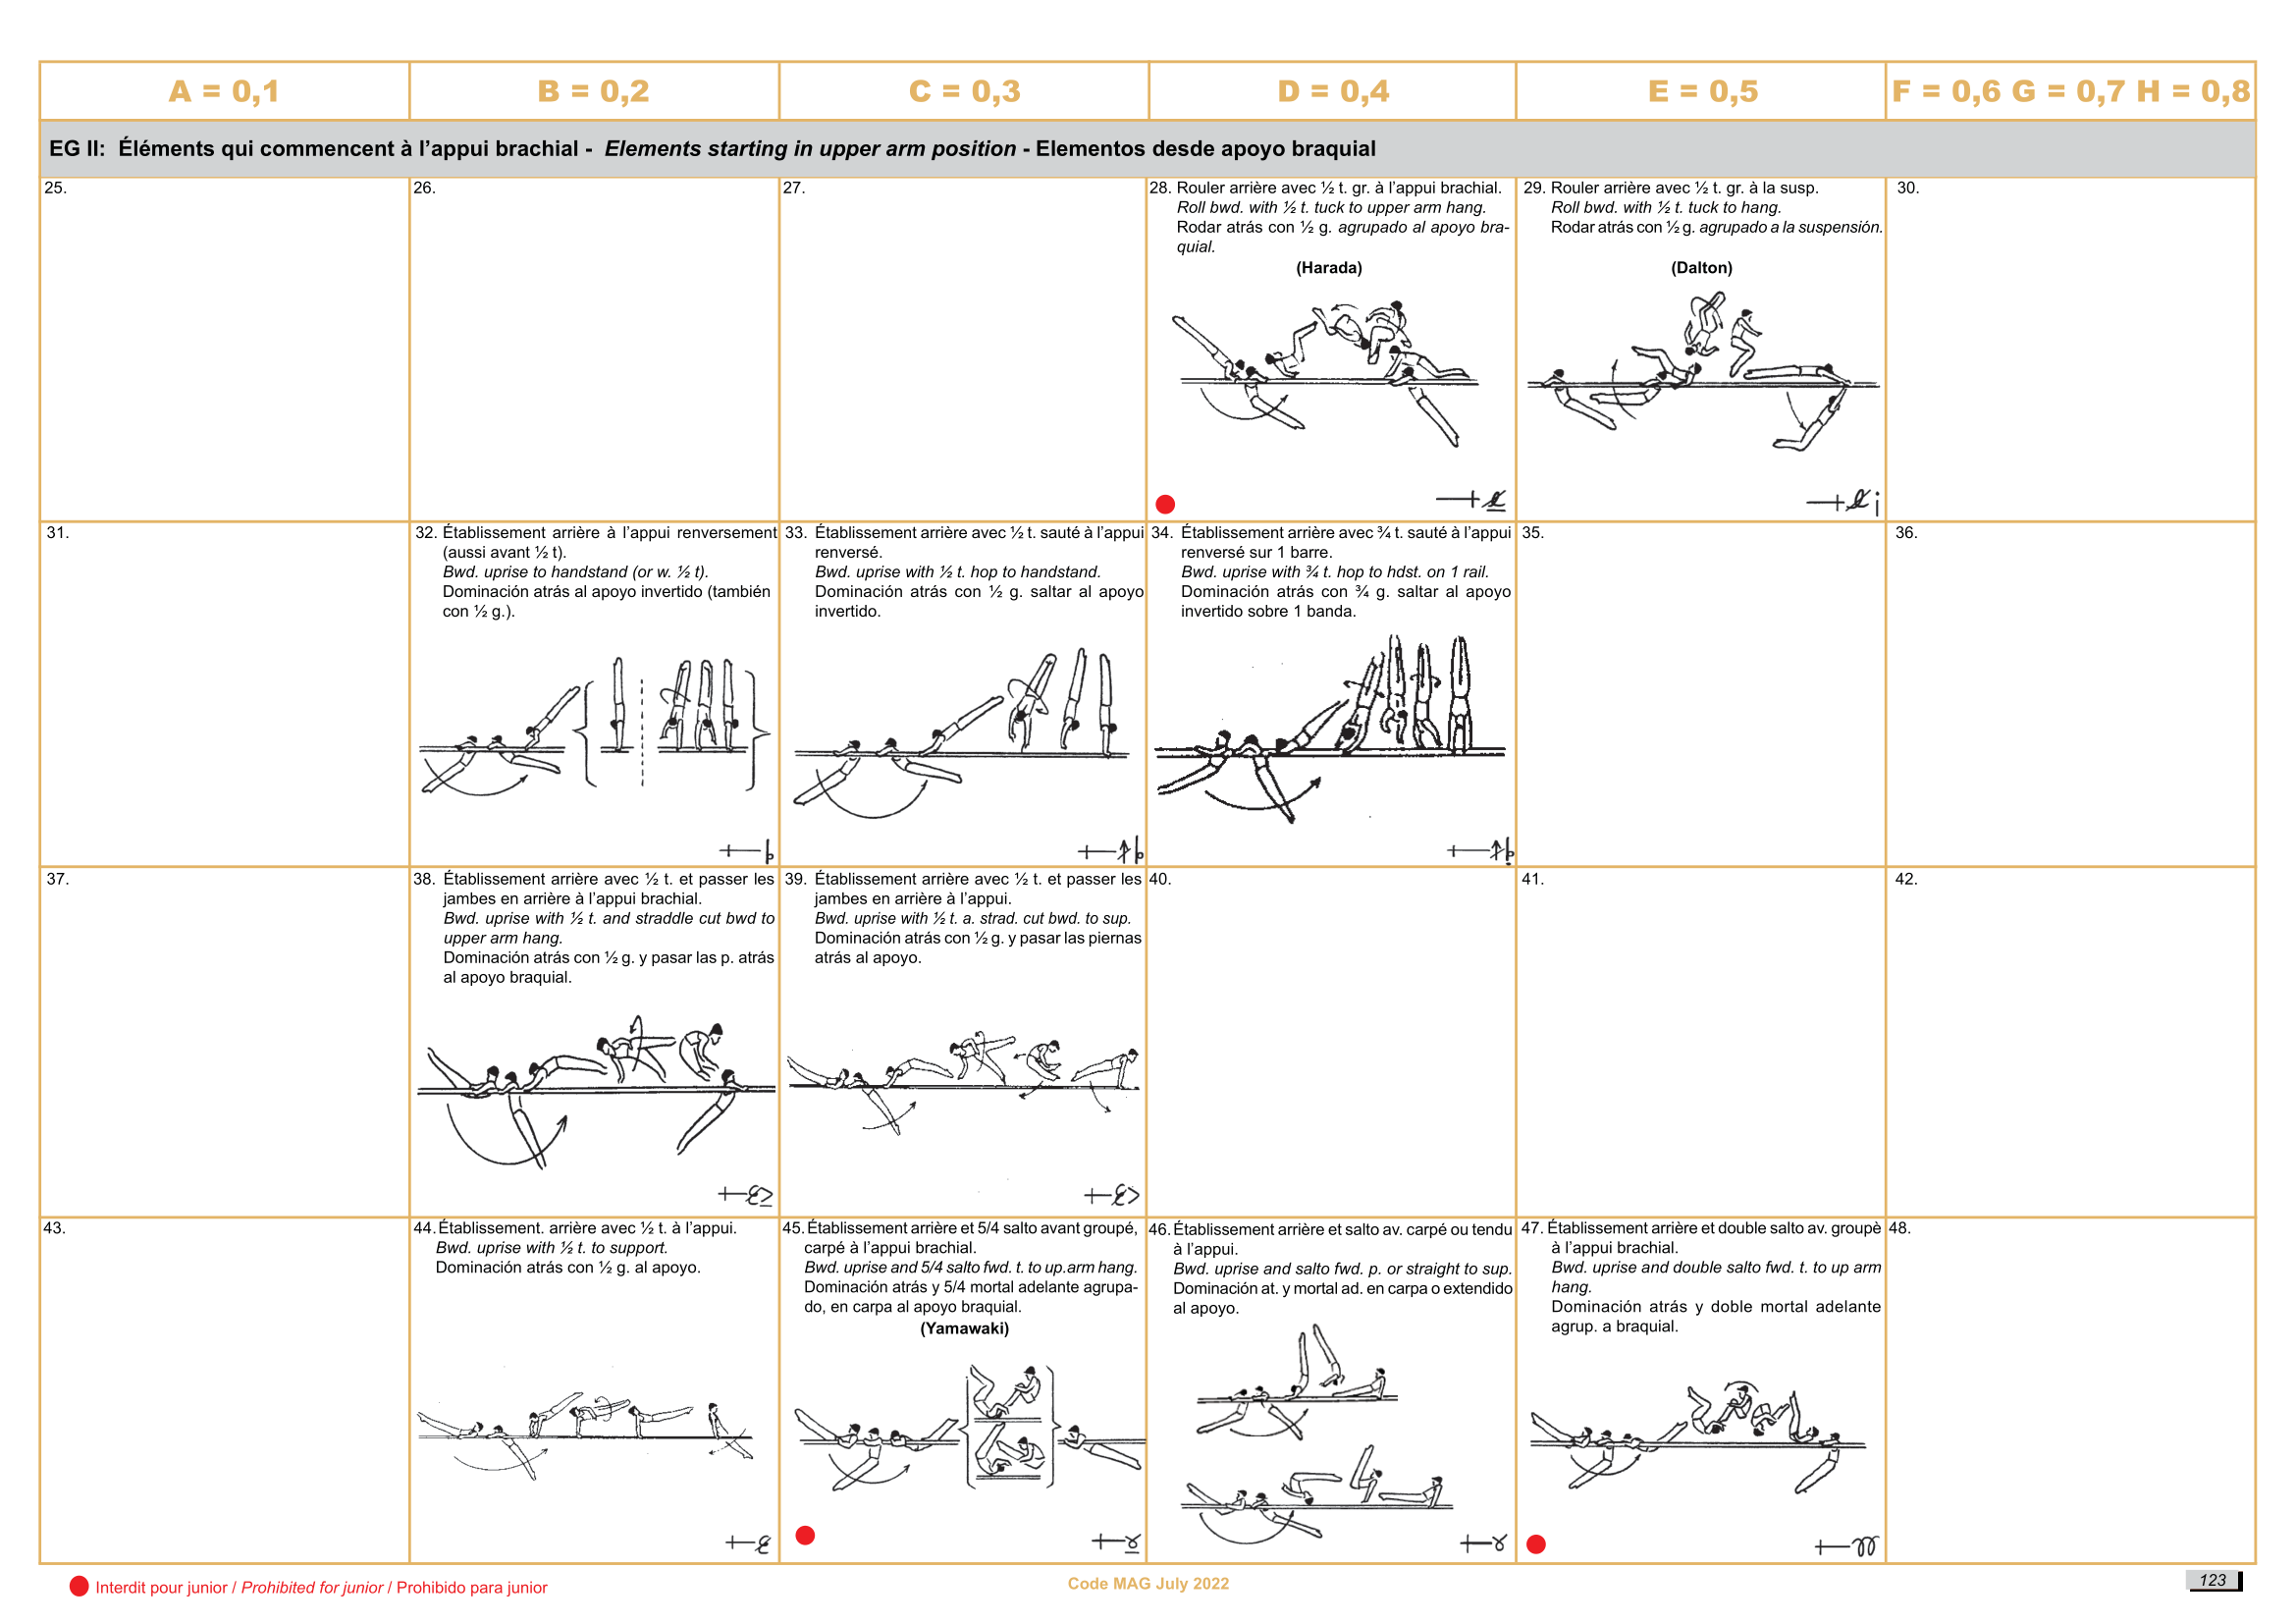 A = 0,1
B = 0,2
C = 0,3
D = 0,4
E = 0,5
F = 0,6 G = 0,7 H = 0,8
EG II: Éléments qui commencent à l’appui brachial - Elements starting in upper arm position - Elementos desde apoyo braquial
25.
26.
27.
28. Rouler arrière avec ½ t. gr. à l’appui brachial.
Roll bwd. with ½ t. tuck to upper arm hang.
Rodar atrás con ½ g. agrupado al apoyo bra-
quial.
(Harada)
29. Rouler arrière avec ½ t. gr. à la susp.
Roll bwd. with ½ t. tuck to hang.
Rodar atrás con ½ g. agrupado a la suspensión.
(Dalton)
30.
31.
32. Établissement arrière à l’appui renversement
(aussi avant ½ t).
Bwd. uprise to handstand (or w. ½ t).
Dominación atrás al apoyo invertido (también
con ½ g.).
33. Établissement arrière avec ½ t. sauté à l’appui
renversé.
Bwd. uprise with ½ t. hop to handstand.
Dominación atrás con ½ g. saltar al apoyo
invertido.
34. Établissement arrière avec ¾ t. sauté à l’appui
renversé sur 1 barre.
Bwd. uprise with ¾ t. hop to hdst. on 1 rail.
Dominación atrás con ¾ g. saltar al apoyo
invertido sobre 1 banda.
35.
36.
37.
38. Établissement arrière avec ½ t. et passer les
jambes en arrière à l’appui brachial.
Bwd. uprise with ½ t. and straddle cut bwd to
upper arm hang.
Dominación atrás con ½ g. y pasar las p. atrás
al apoyo braquial.
39. Établissement arrière avec ½ t. et passer les
jambes en arrière à l’appui.
Bwd. uprise with ½ t. a. strad. cut bwd. to sup.
Dominación atrás con ½ g. y pasar las piernas
atrás al apoyo.
40.
41.
42.
43.
44. Établissement. arrière avec ½ t. à l’appui.
Bwd. uprise with ½ t. to support.
Dominación atrás con ½ g. al apoyo.
45. Établissement arrière et 5/4 salto avant groupé,
carpé à l’appui brachial.
Bwd. uprise and 5/4 salto fwd. t. to up.arm hang.
Dominación atrás y 5/4 mortal adelante agrupa-
do, en carpa al apoyo braquial.
(Yamawaki)
46. Établissement arrière et salto av. carpé ou tendu
à l’appui.
Bwd. uprise and salto fwd. p. or straight to sup.
Dominación at. y mortal ad. en carpa o extendido
al apoyo.
47. Établissement arrière et double salto av. groupè
à l’appui brachial.
Bwd. uprise and double salto fwd. t. to up arm
hang.
Dominación atrás y doble mortal adelante
agrup. a braquial.
48.
Interdit pour junior / Prohibited for junior / Prohibido para junior
Code MAG July 2022
123